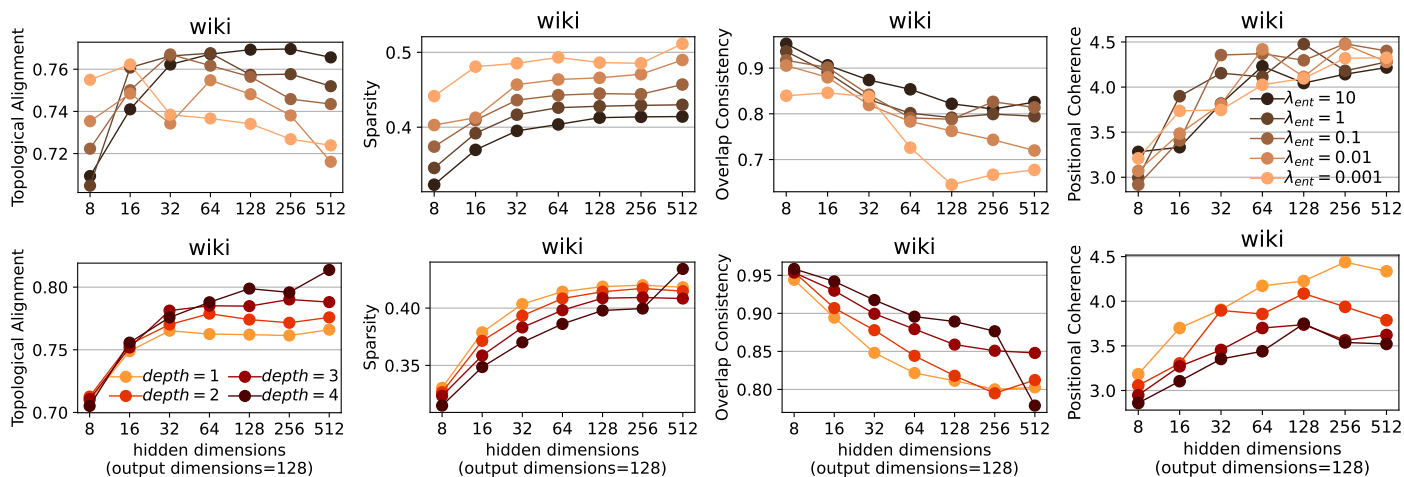 wiki
Topological Alignment
0.76
0.74
0.72
8 16 32 64 128 256 512
wiki
Sparsity
0.5
0.4
8 16 32 64 128 256 512
wiki
Overlap Consistency
0.9
0.8
0.7
8 16 32 64 128 256 512
wiki
Positional Coherence
4.5
4.0
3.5
3.0
λent = 10
λent = 1
λent = 0.1
λent = 0.01
λent = 0.001
8 16 32 64 128 256 512
wiki
Topological Alignment
0.80
0.75
0.70
depth = 1 depth = 3
depth = 2 depth = 4
8 16 32 64 128 256 512
hidden dimensions
(output dimensions=128)
wiki
Sparsity
0.40
0.35
8 16 32 64 128 256 512
hidden dimensions
(output dimensions=128)
wiki
Overlap Consistency
0.95
0.90
0.85
0.80
8 16 32 64 128 256 512
hidden dimensions
(output dimensions=128)
wiki
Positional Coherence
4.5
4.0
3.5
3.0
8 16 32 64 128 256 512
hidden dimensions
(output dimensions=128)